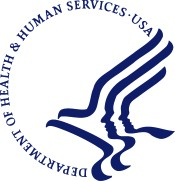 DEPARTMENT OF HEALTH & HUMAN SERVICES · USA